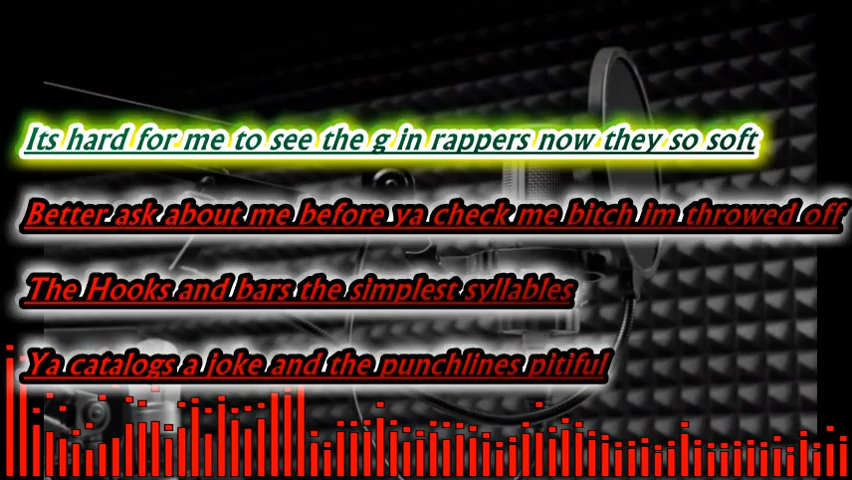 Its hard for me to see the g in rappers now they so soft
Better ask about me before ya check me bitch im throwed off
The Hooks and bars the simplest syllables
Ya catalogs a joke and the punchlines pitiful